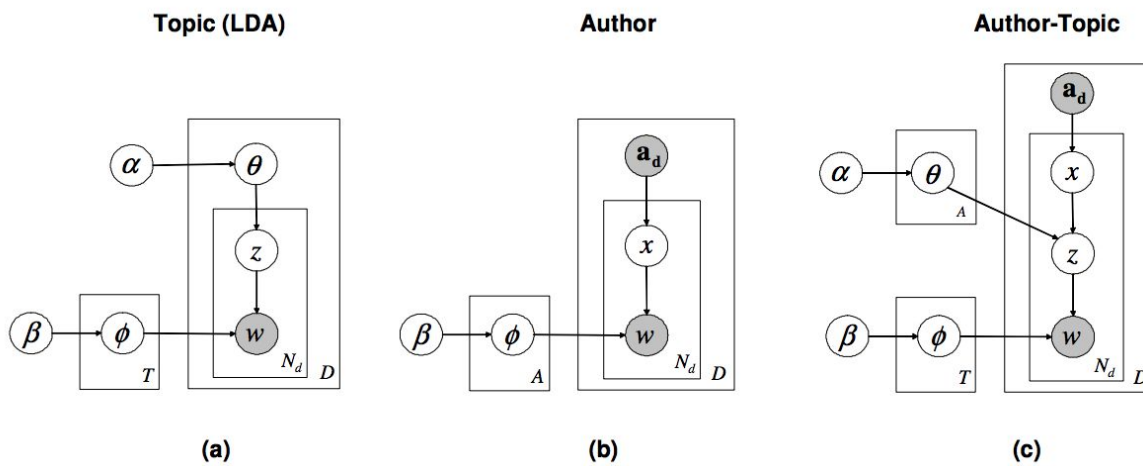 Topic (LDA)
α
θ
z
β
ϕ
w
T
N_d
D
(a)
Author
a_d
x
β
ϕ
w
A
N_d
D
(b)
Author-Topic
a_d
α
θ
x
A
z
β
ϕ
w
T
N_d
D
(c)